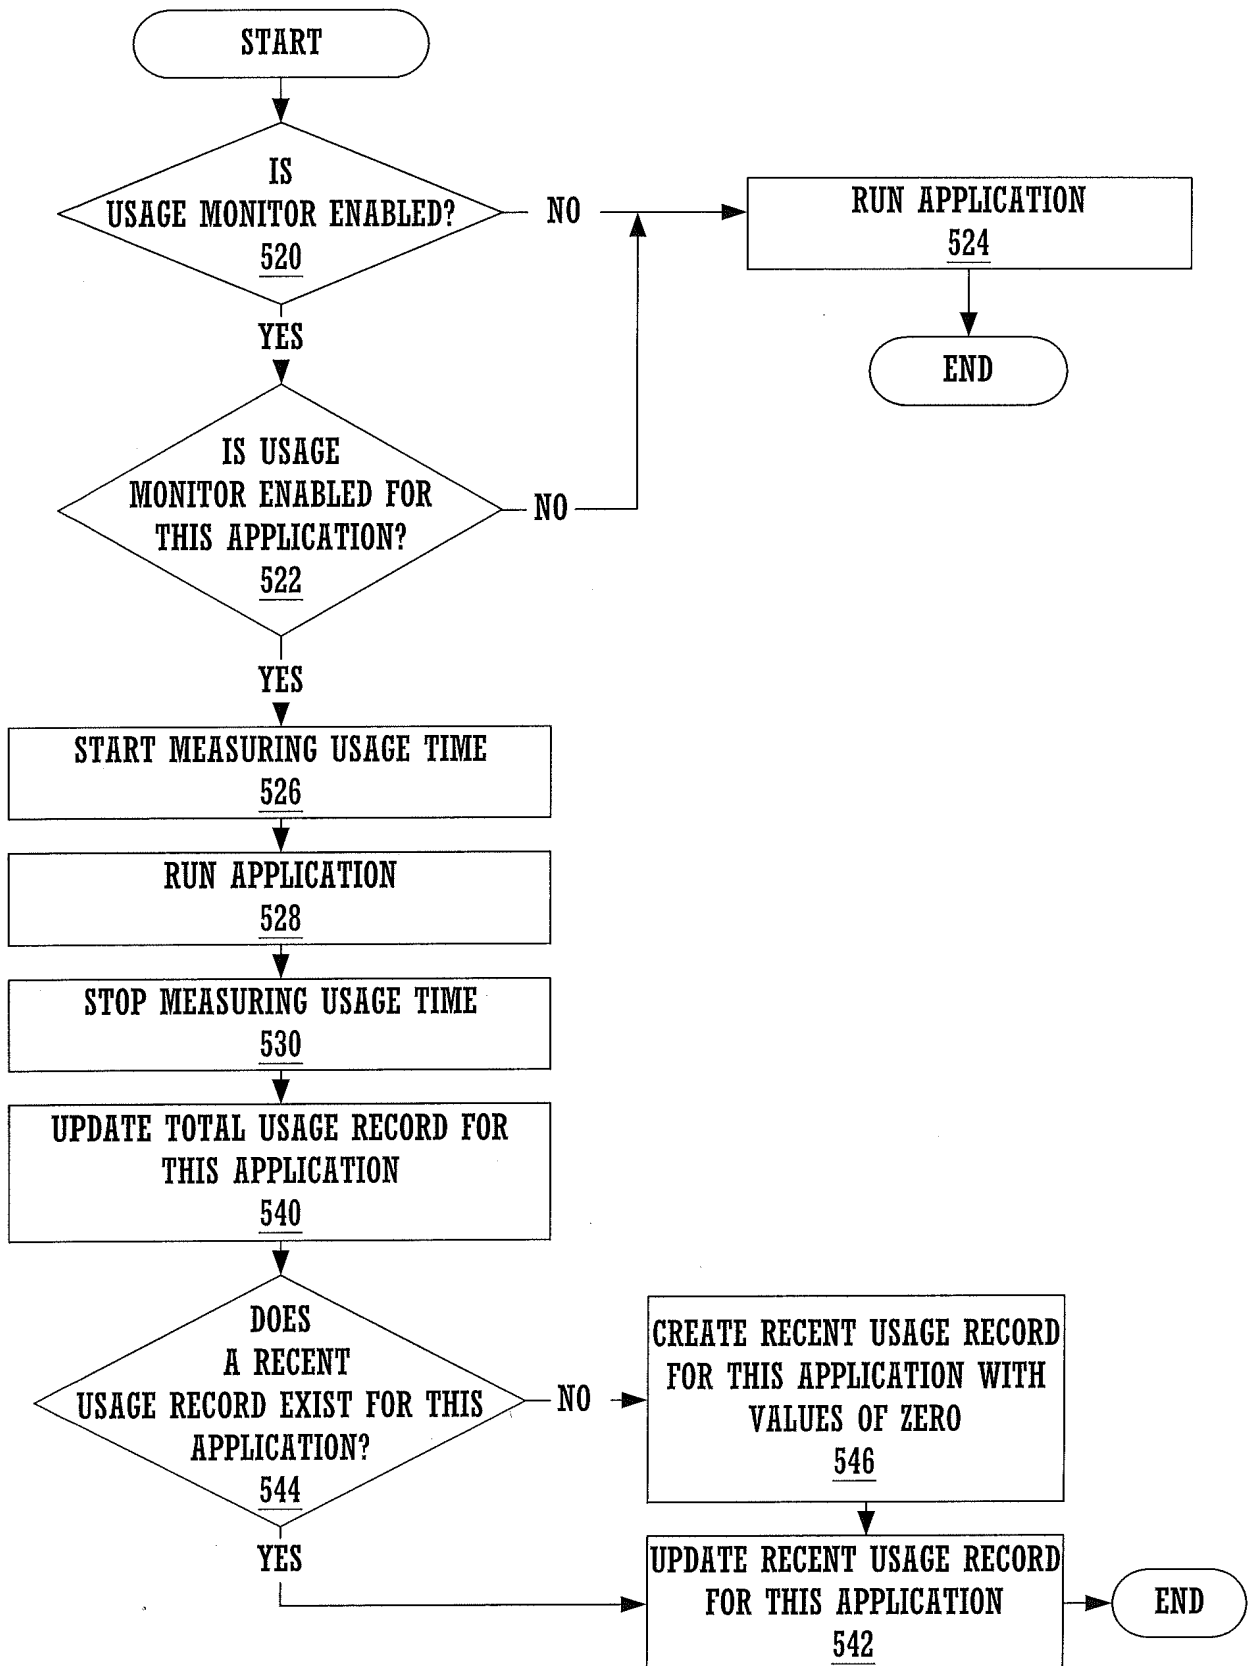 START
IS
USAGE MONITOR ENABLED?
520
NO
RUN APPLICATION
524
END
YES
IS USAGE
MONITOR ENABLED FOR
THIS APPLICATION?
522
NO
YES
START MEASURING USAGE TIME
526
RUN APPLICATION
528
STOP MEASURING USAGE TIME
530
UPDATE TOTAL USAGE RECORD FOR
THIS APPLICATION
540
DOES
A RECENT
USAGE RECORD EXIST FOR THIS
APPLICATION?
544
NO
CREATE RECENT USAGE RECORD
FOR THIS APPLICATION WITH
VALUES OF ZERO
546
YES
UPDATE RECENT USAGE RECORD
FOR THIS APPLICATION
542
END